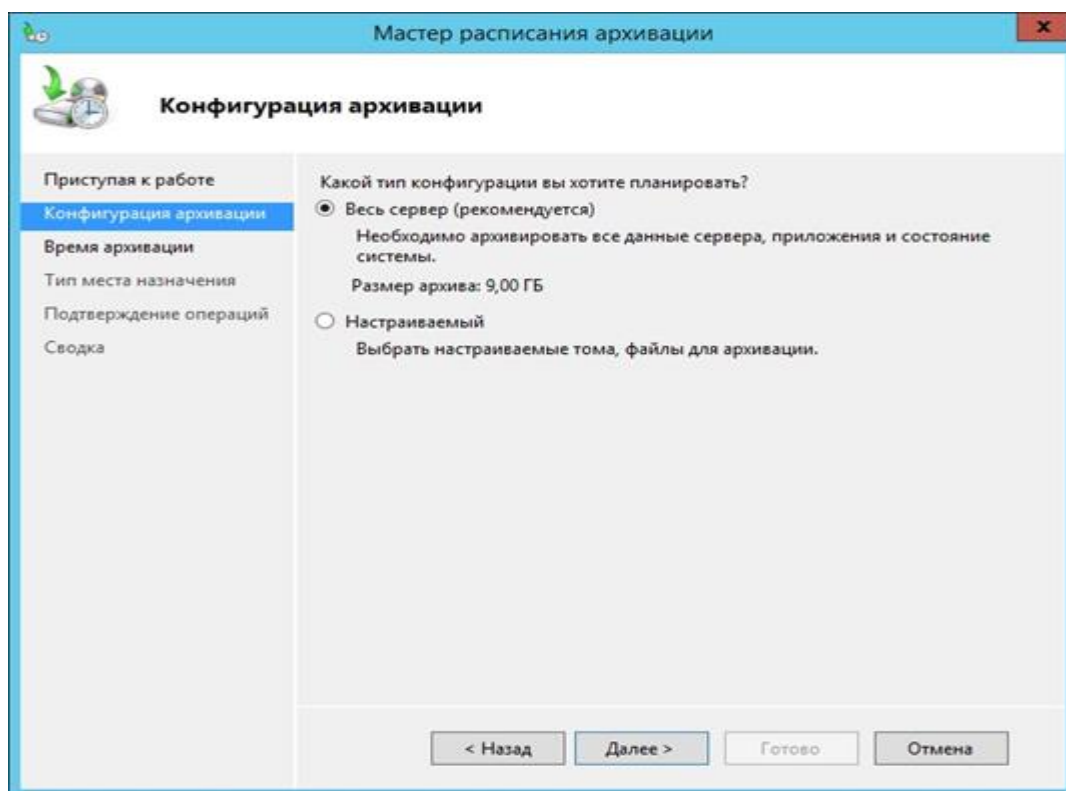 Мастер расписания архивации
Конфигурация архивации
Приступая к работе
Конфигурация архивации
Время архивации
Тип места назначения
Подтверждение операций
Сводка
Какой тип конфигурации вы хотите планировать?
Весь сервер (рекомендуется)
Необходимо архивировать все данные сервера, приложения и состояние
системы.
Размер архива: 9,00 ГБ
Настраиваемый
Выбрать настраиваемые тома, файлы для архивации.
< Назад
Далее >
Готово
Отмена